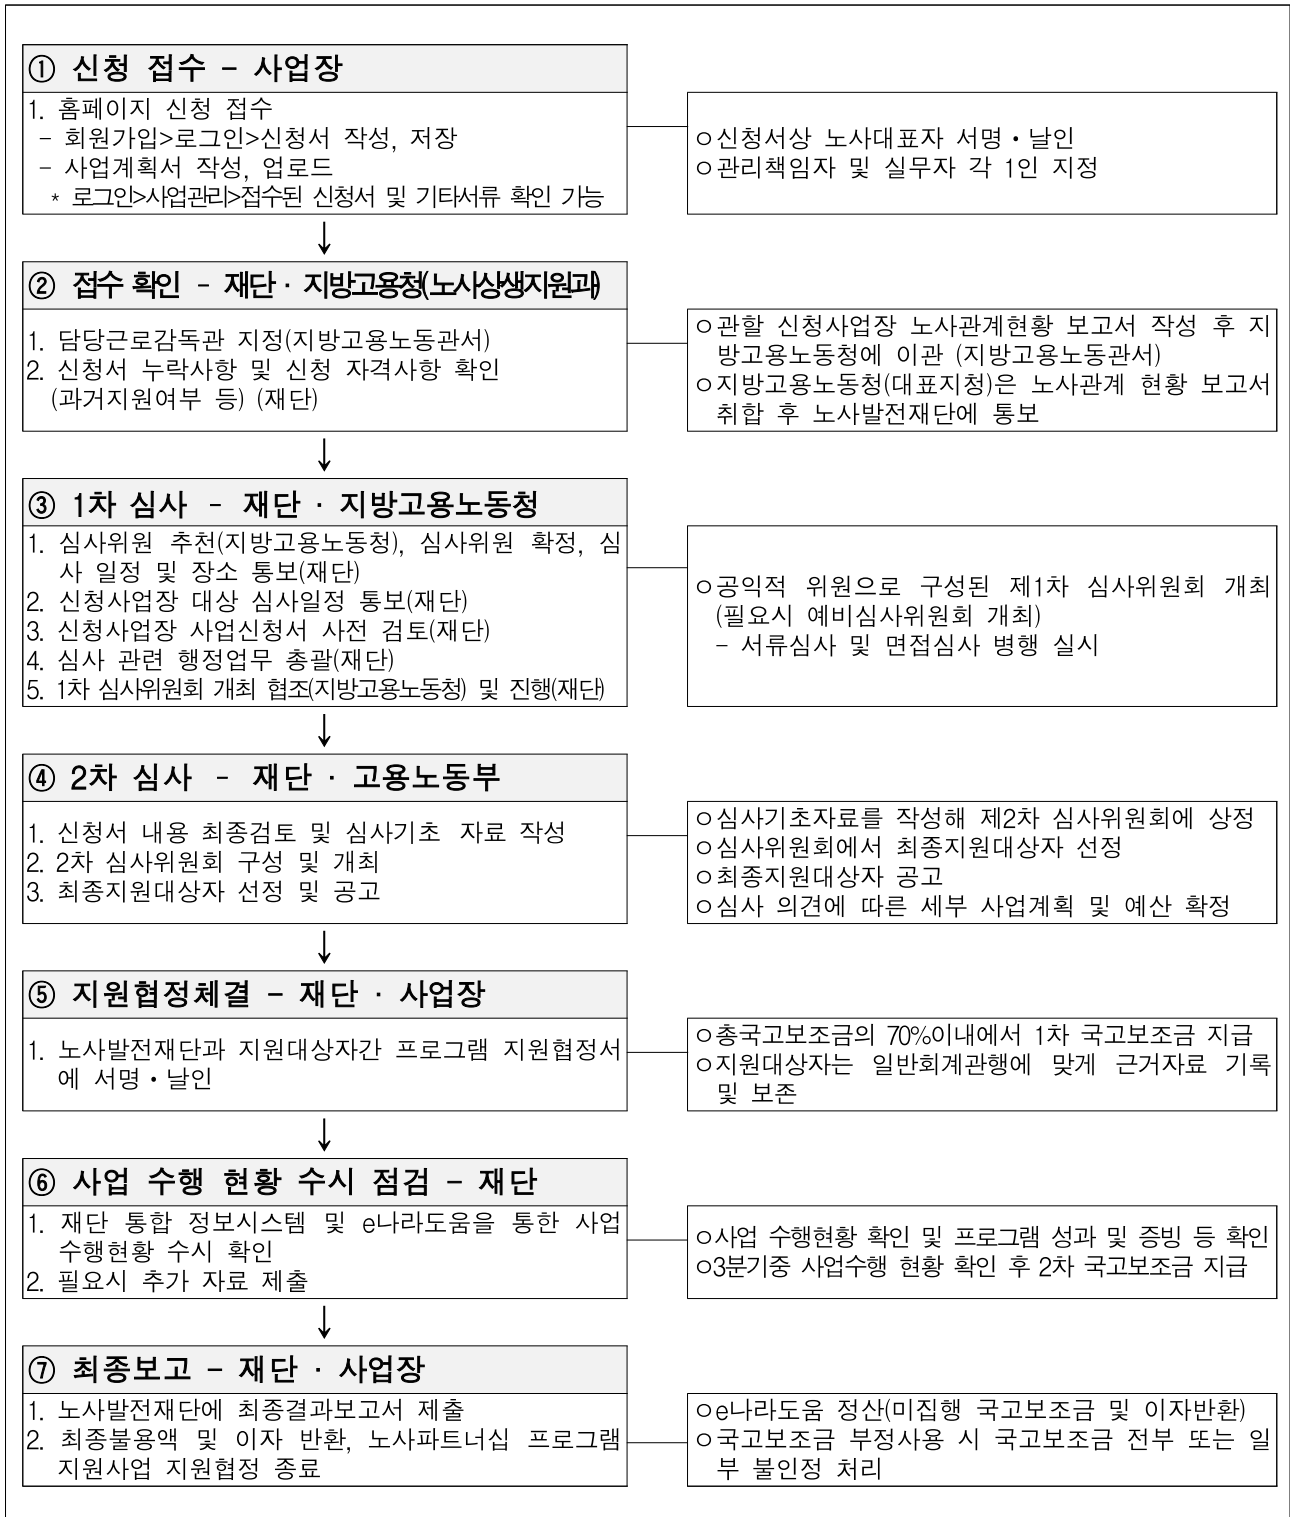 ① 신청 접수 – 사업장
1. 홈페이지 신청 접수
– 회원가입>로그인>신청서 작성, 저장
– 사업계획서 작성, 업로드
* 로그인>사업관리>접수된 신청서 및 기타서류 확인 가능
ㅇ신청서상 노사대표자 서명・날인
ㅇ관리책임자 및 실무자 각 1인 지정
↓
② 접수 확인 – 재단 · 지방고용청(노사상생지원과)
1. 담당근로감독관 지정(지방고용노동관서)
2. 신청서 누락사항 및 신청 자격사항 확인
(과거지원여부 등) (재단)
ㅇ관할 신청사업장 노사관계현황 보고서 작성 후 지
방고용노동청에 이관 (지방고용노동관서)
ㅇ지방고용노동청(대표지청)은 노사관계 현황 보고서
취합 후 노사발전재단에 통보
↓
③ 1차 심사 – 재단 · 지방고용노동청
1. 심사위원 추천(지방고용노동청), 심사위원 확정, 심
사 일정 및 장소 통보(재단)
2. 신청사업장 대상 심사일정 통보(재단)
3. 신청사업장 사업신청서 사전 검토(재단)
4. 심사 관련 행정업무 총괄(재단)
5. 1차 심사위원회 개최 협조(지방고용노동청) 및 진행(재단)
ㅇ공익적 위원으로 구성된 제1차 심사위원회 개최
(필요시 예비심사위원회 개최)
– 서류심사 및 면접심사 병행 실시
↓
④ 2차 심사 – 재단 · 고용노동부
1. 신청서 내용 최종검토 및 심사기초 자료 작성
2. 2차 심사위원회 구성 및 개최
3. 최종지원대상자 선정 및 공고
ㅇ심사기초자료를 작성해 제2차 심사위원회에 상정
ㅇ심사위원회에서 최종지원대상자 선정
ㅇ최종지원대상자 공고
ㅇ심사 의견에 따른 세부 사업계획 및 예산 확정
↓
⑤ 지원협정체결 – 재단 · 사업장
1. 노사발전재단과 지원대상자간 프로그램 지원협정서
에 서명・날인
ㅇ총국고보조금의 70%이내에서 1차 국고보조금 지급
ㅇ지원대상자는 일반회계관행에 맞게 근거자료 기록
및 보존
↓
⑥ 사업 수행 현황 수시 점검 – 재단
1. 재단 통합 정보시스템 및 e나라도움을 통한 사업
수행현황 수시 확인
2. 필요시 추가 자료 제출
ㅇ사업 수행현황 확인 및 프로그램 성과 및 증빙 등 확인
ㅇ3분기중 사업수행 현황 확인 후 2차 국고보조금 지급
↓
⑦ 최종보고 – 재단 · 사업장
1. 노사발전재단에 최종결과보고서 제출
2. 최종불용액 및 이자 반환, 노사파트너십 프로그램
지원사업 지원협정 종료
ㅇe나라도움 정산(미집행 국고보조금 및 이자반환)
ㅇ국고보조금 부정사용 시 국고보조금 전부 또는 일
부 불인정 처리